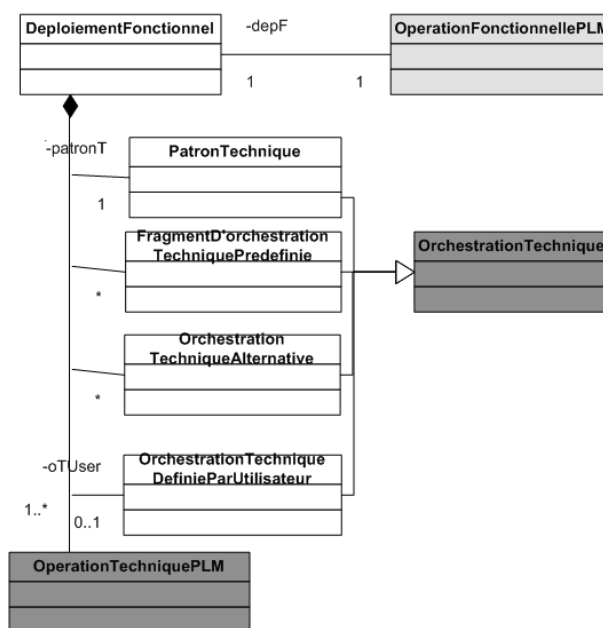 DeploiementFonctionnel
-depF
OperationFonctionnellePLM
1
1
-patronT
PatronTechnique
1
FragmentD'orchestration
TechniquePredefinie
*
OrchestrationTechnique
Orchestration
TechniqueAlternative
*
-oTUser
OrchestrationTechnique
DefinieParUtilisateur
1..*
0..1
OperationTechniquePLM